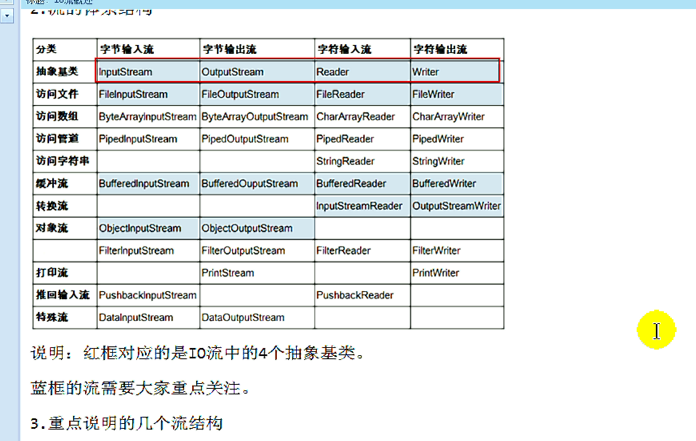 标题: IO流概述
2.流的体系结构
分类 字节输入流 字节输出流 字符输入流 字符输出流
抽象基类 InputStream OutputStream Reader Writer
访问文件 FileInputStream FileOutputStream FileReader FileWriter
访问数组 ByteArrayInputStream ByteArrayOutputStream CharArrayReader CharArrayWriter
访问管道 PipedInputStream PipedOutputStream PipedReader PipedWriter
访问字符串 StringReader StringWriter
缓冲流 BufferedInputStream BufferedOuputStream BufferedReader BufferedWriter
转换流 InputStreamReader OutputStreamWriter
对象流 ObjectInputStream ObjectOutputStream
FilterInputStream FilterOutputStream FilterReader FilterWriter
打印流 PrintStream PrintWriter
推回输入流 PushbackInputStream PushbackReader
特殊流 DataInputStream DataOutputStream
说明：红框对应的是IO流中的4个抽象基类。
蓝框的流需要大家重点关注。
3.重点说明的几个流结构